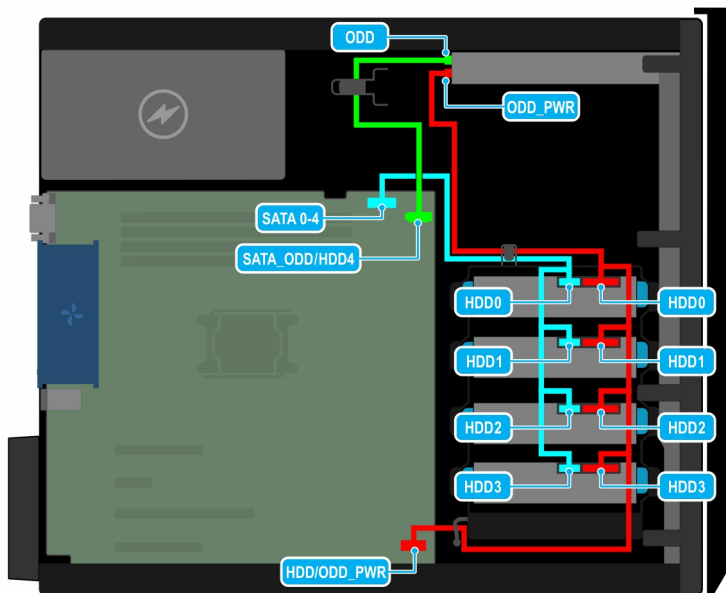 ODD
ODD_PWR
SATA 0-4
SATA_ODD/HDD4
HDD0
HDD0
HDD1
HDD1
HDD2
HDD2
HDD3
HDD3
HDD/ODD_PWR